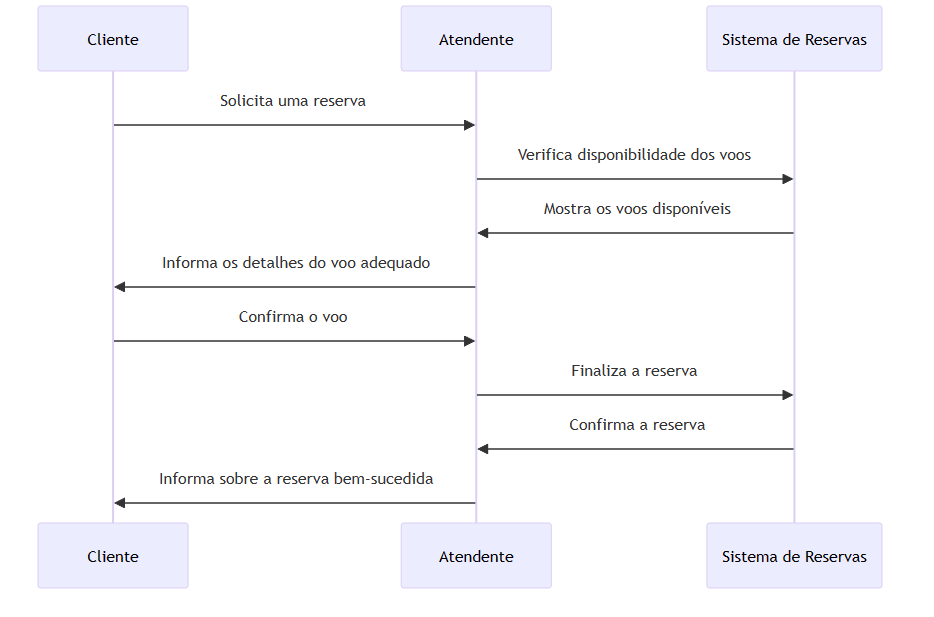 Cliente
Atendente
Sistema de Reservas
Solicita uma reserva
Verifica disponibilidade dos voos
Mostra os voos disponíveis
Informa os detalhes do voo adequado
Confirma o voo
Finaliza a reserva
Confirma a reserva
Informa sobre a reserva bem-sucedida
Cliente
Atendente
Sistema de Reservas